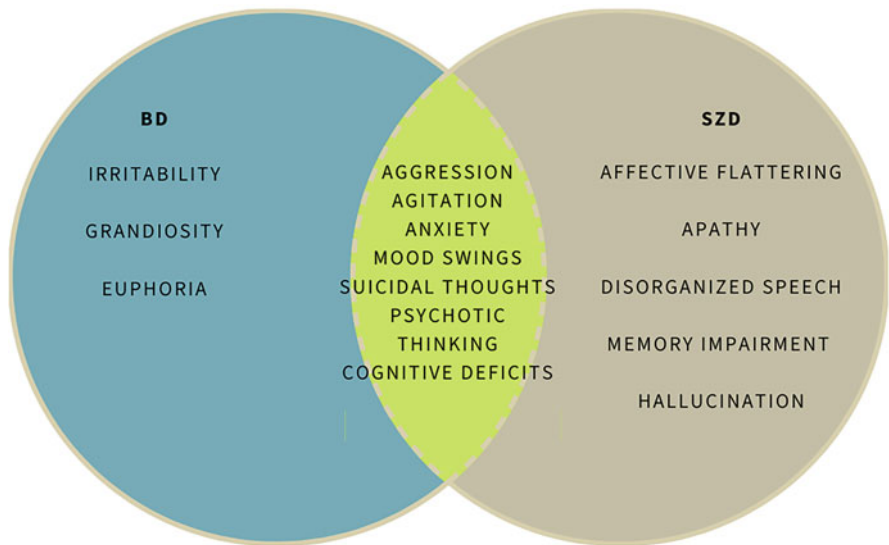 BD
IRRITABILITY
GRANDIOSITY
EUPHORIA
AGGRESSION
AGITATION
ANXIETY
MOOD SWINGS
SUICIDAL THOUGHTS
PSYCHOTIC
THINKING
COGNITIVE DEFICITS
SZD
AFFECTIVE FLATTERING
APATHY
DISORGANIZED SPEECH
MEMORY IMPAIRMENT
HALLUCINATION